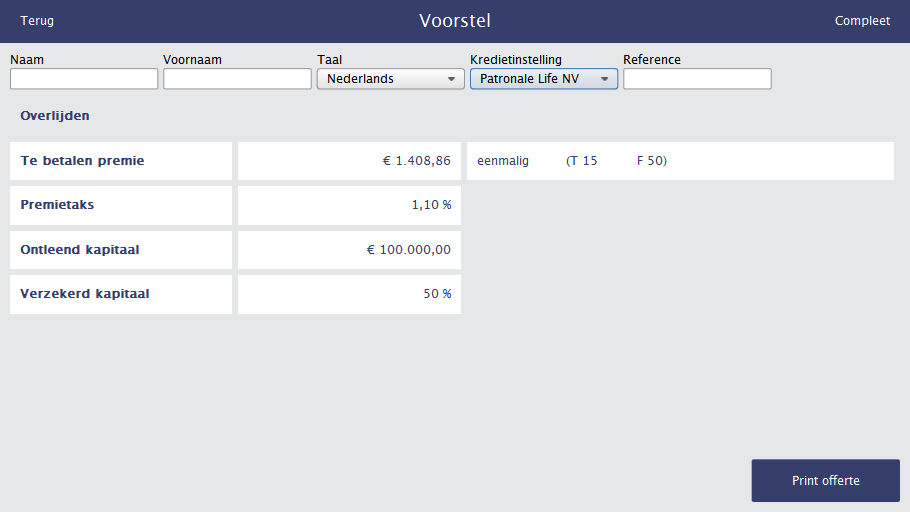 Terug Voorstel Compleet
Naam Voornaam Taal Kredietinstelling Reference
Nederlands Patronale Life NV
Overlijden
Te betalen premie € 1.408,86 eenmalig (T 15 F 50)
Premietaks 1,10 %
Ontleend kapitaal € 100.000,00
Verzekerd kapitaal 50 %
Print offerte